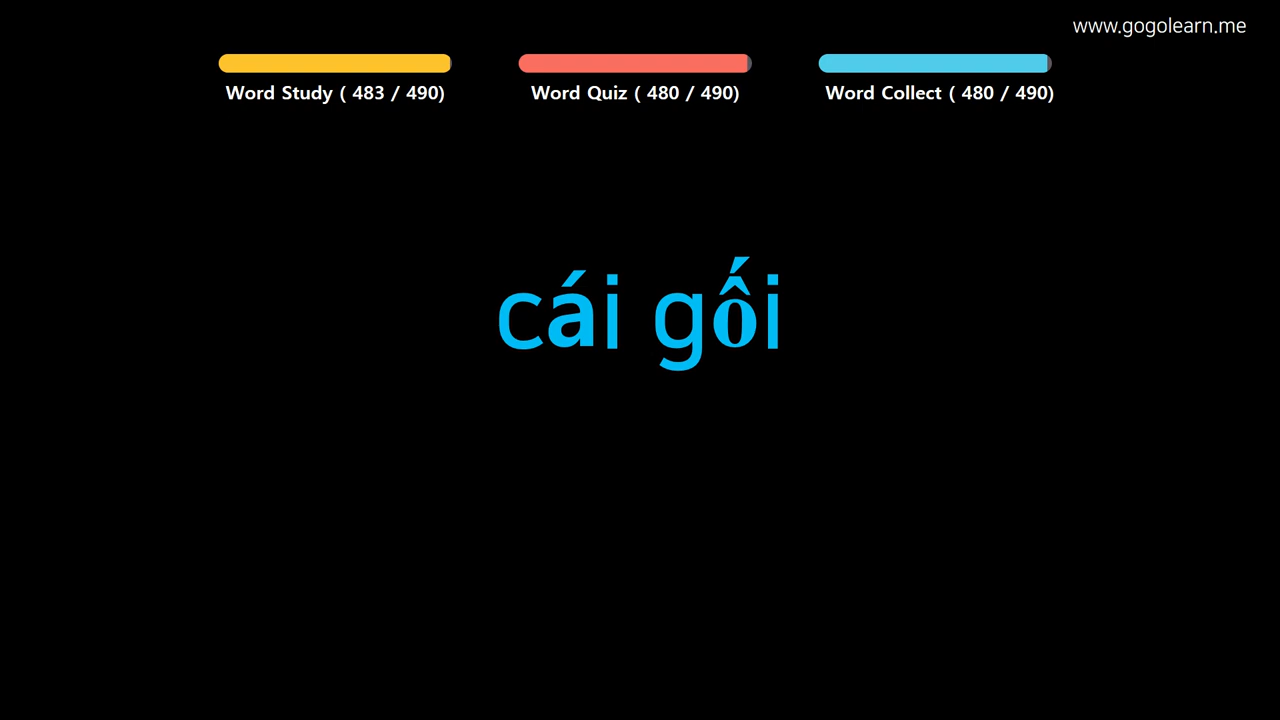 www.gogolearn.me
Word Study ( 483 / 490)
Word Quiz ( 480 / 490)
Word Collect ( 480 / 490)
cái gối